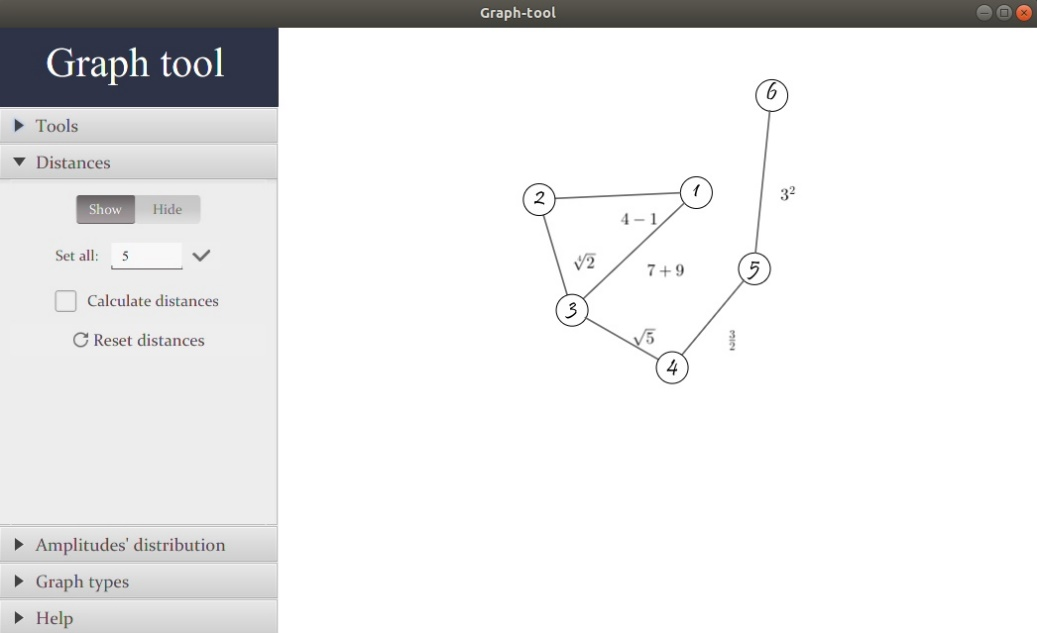 Graph-tool
Graph tool
Tools
Distances
Show Hide
Set all: 5
Calculate distances
Reset distances
Amplitudes' distribution
Graph types
Help
6
3²
2
1
4 − 1
∜2
7 + 9
5
3
√5
3/2
4